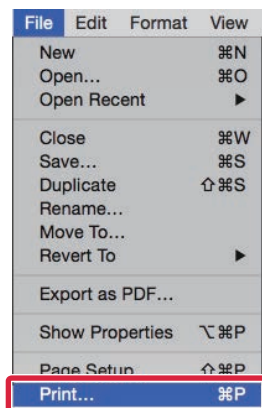 File Edit Format View
New ⌘N
Open... ⌘O
Open Recent ▶
Close ⌘W
Save... ⌘S
Duplicate ⇧⌘S
Rename...
Move To...
Revert To ▶
Export as PDF...
Show Properties ⌥⌘P
Page Setup ⇧⌘P
Print... ⌘P